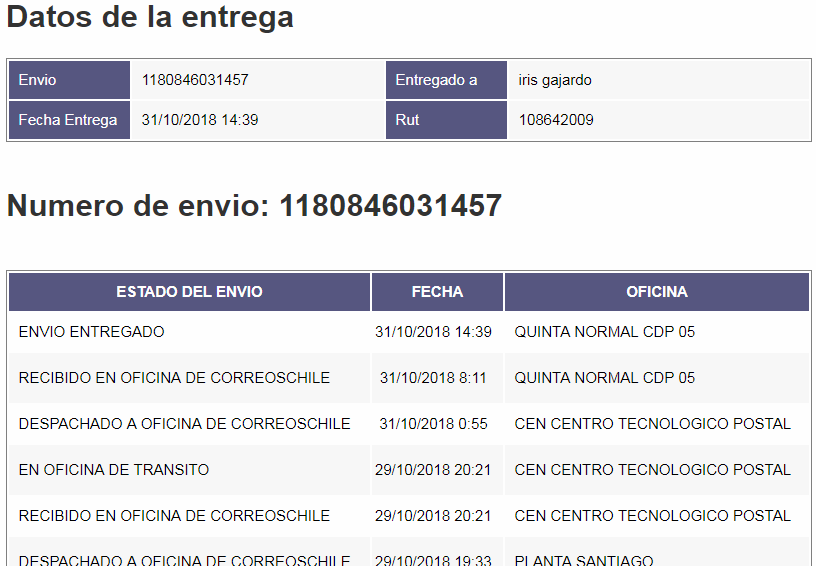 Datos de la entrega
Envio 1180846031457 Entregado a iris gajardo
Fecha Entrega 31/10/2018 14:39 Rut 108642009
Numero de envio: 1180846031457
ESTADO DEL ENVIO FECHA OFICINA
ENVIO ENTREGADO 31/10/2018 14:39 QUINTA NORMAL CDP 05
RECIBIDO EN OFICINA DE CORREOSCHILE 31/10/2018 8:11 QUINTA NORMAL CDP 05
DESPACHADO A OFICINA DE CORREOSCHILE 31/10/2018 0:55 CEN CENTRO TECNOLOGICO POSTAL
EN OFICINA DE TRANSITO 29/10/2018 20:21 CEN CENTRO TECNOLOGICO POSTAL
RECIBIDO EN OFICINA DE CORREOSCHILE 29/10/2018 20:21 CEN CENTRO TECNOLOGICO POSTAL
DESPACHADO A OFICINA DE CORREOSCHILE 29/10/2018 19:33 PLANTA SANTIAGO